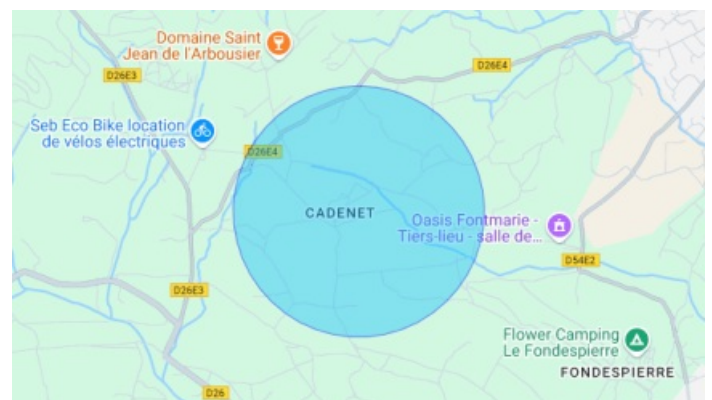 Domaine Saint
Jean de l'Arbousier
D26E4
D26E3
Seb Eco Bike location
de vélos électriques
D26E4
CADENET
Oasis Fontmarie -
Tiers-lieu - salle de...
D54E2
D26E3
Flower Camping
Le Fondespierre
FONDESPIERRE
D26